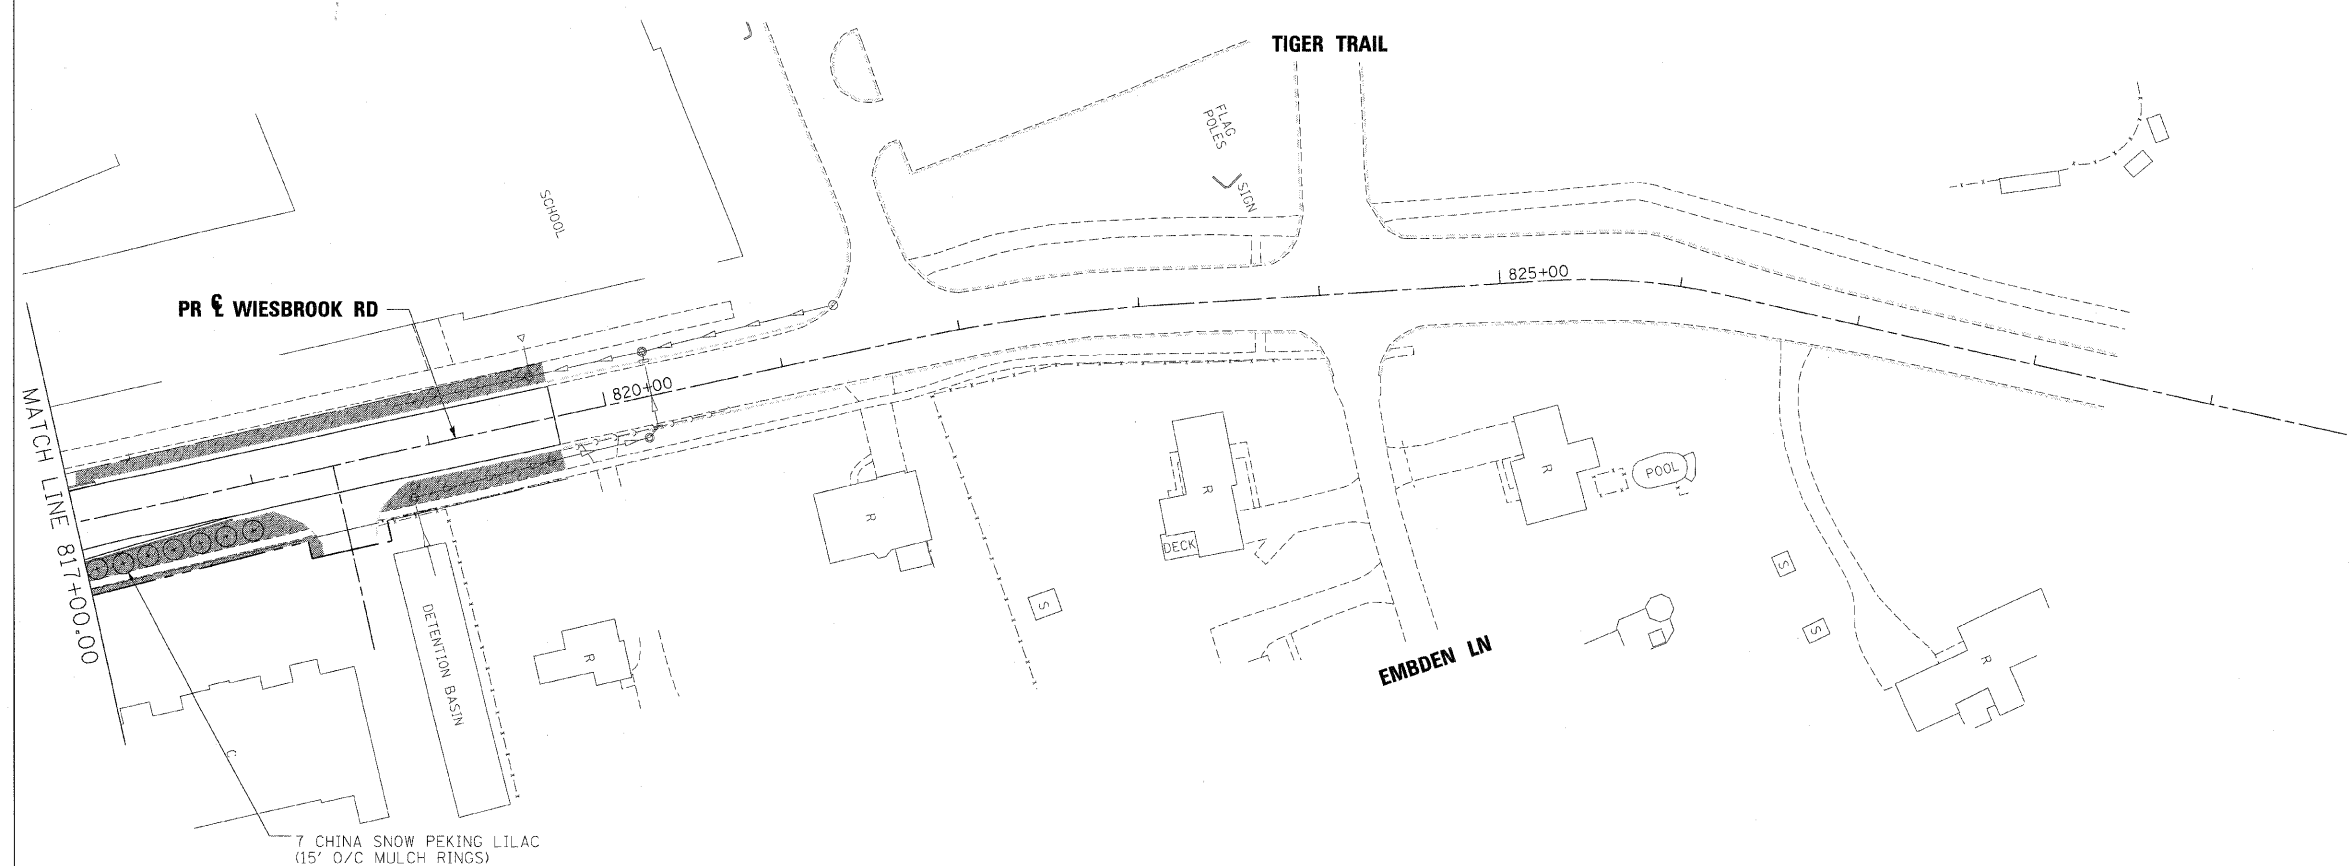 TIGER TRAIL
FLAG
POLES
SIGN
SCHOOL
825+00
PR ℄ WIESBROOK RD
820+00
MATCH LINE 817+00.00
R
R
DECK
R
POOL
S
S
S
R
R
DETENTION BASIN
EMBDEN LN
C
7 CHINA SNOW PEKING LILAC
(15' O/C MULCH RINGS)